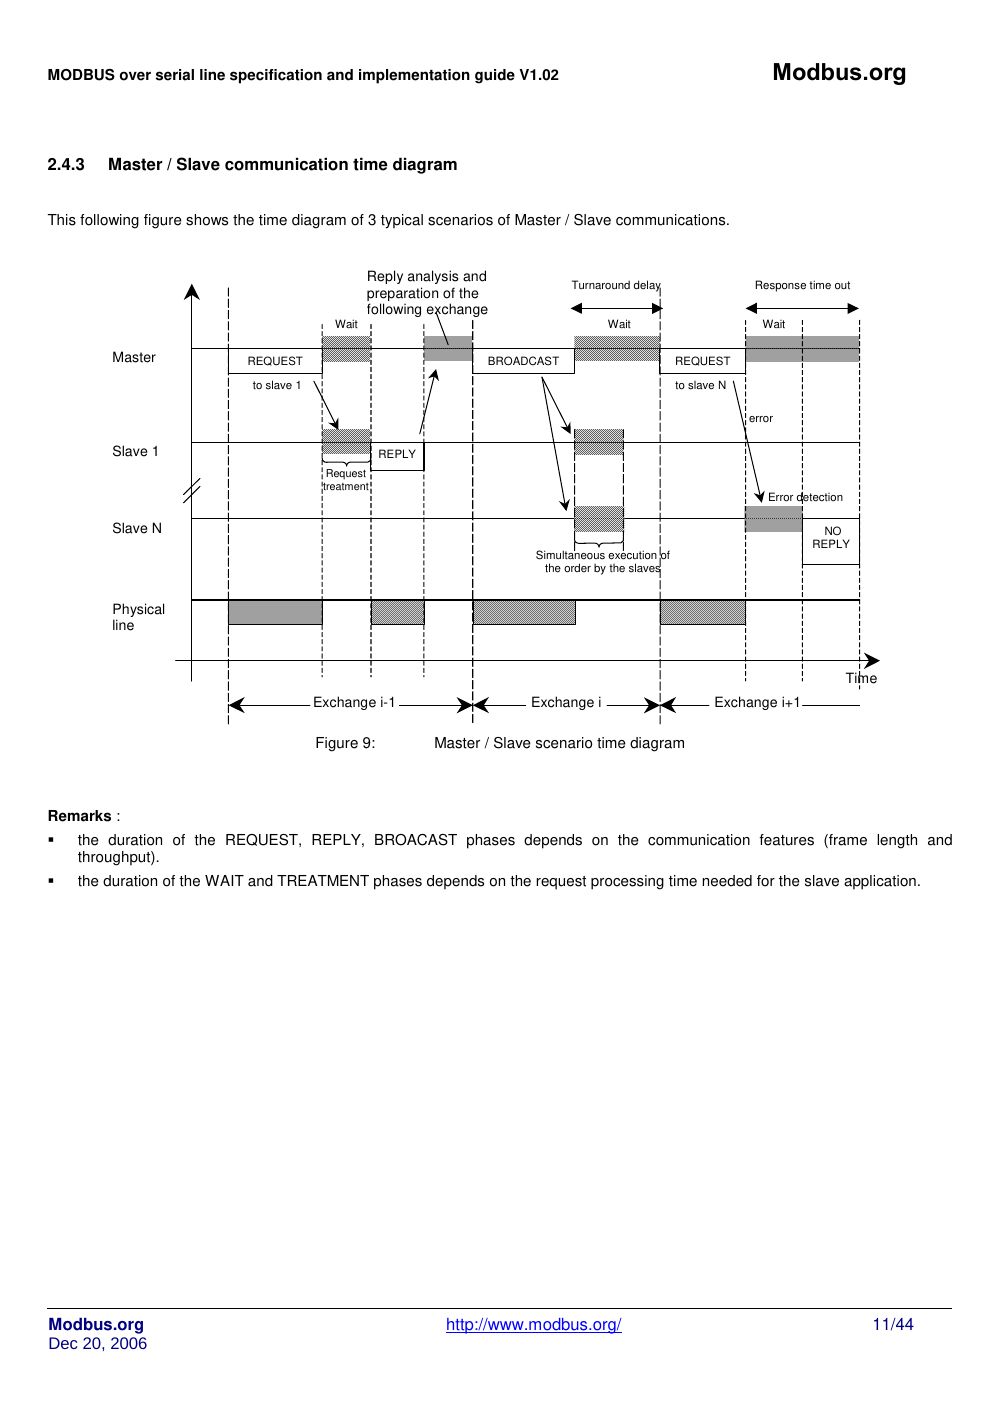 MODBUS over serial line specification and implementation guide V1.02
Modbus.org
2.4.3 Master / Slave communication time diagram
This following figure shows the time diagram of 3 typical scenarios of Master / Slave communications.
Reply analysis and
preparation of the
following exchange
Turnaround delay
Response time out
Wait
Wait
Wait
Master
REQUEST
BROADCAST
REQUEST
to slave 1
to slave N
error
Slave 1
REPLY
Request
treatment
Error detection
Slave N
NO
REPLY
Simultaneous execution of
the order by the slaves
Physical
line
Time
Exchange i-1
Exchange i
Exchange i+1
Figure 9: Master / Slave scenario time diagram
Remarks :
▪ the duration of the REQUEST, REPLY, BROACAST phases depends on the communication features (frame length and
throughput).
▪ the duration of the WAIT and TREATMENT phases depends on the request processing time needed for the slave application.
Modbus.org
http://www.modbus.org/
11/44
Dec 20, 2006